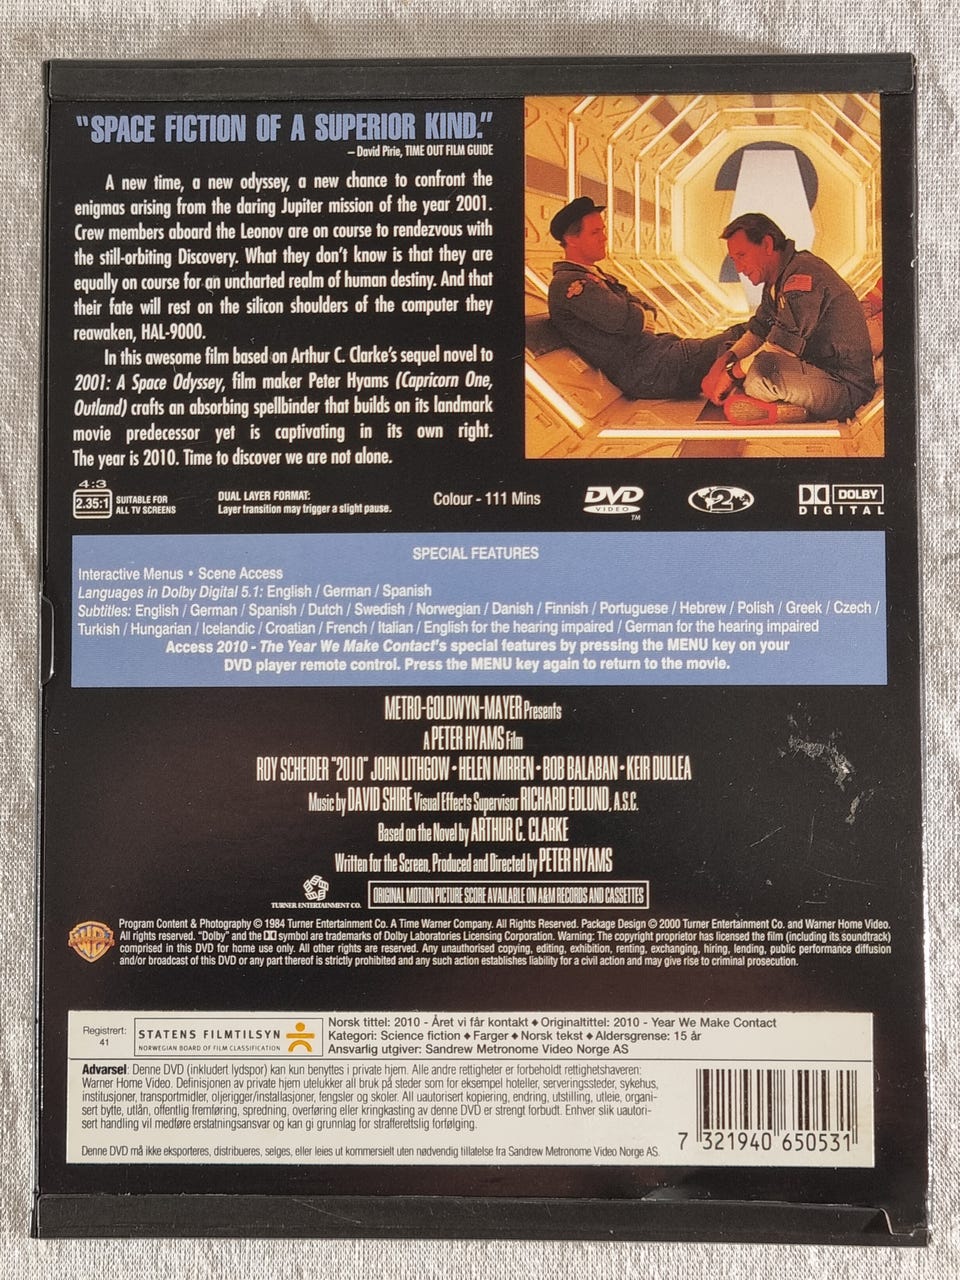 "SPACE FICTION OF A SUPERIOR KIND."
– David Pirie, TIME OUT FILM GUIDE
A new time, a new odyssey, a new chance to confront the
enigmas arising from the daring Jupiter mission of the year 2001.
Crew members aboard the Leonov are on course to rendezvous with
the still-orbiting Discovery. What they don't know is that they are
equally on course for an uncharted realm of human destiny. And that
their fate will rest on the silicon shoulders of the computer they
reawaken, HAL-9000.
In this awesome film based on Arthur C. Clarke's sequel novel to
2001: A Space Odyssey, film maker Peter Hyams (Capricorn One,
Outland) crafts an absorbing spellbinder that builds on its landmark
movie predecessor yet is captivating in its own right.
The year is 2010. Time to discover we are not alone.
4:3
2.35:1
SUITABLE FOR
ALL TV SCREENS
DUAL LAYER FORMAT:
Layer transition may trigger a slight pause.
Colour - 111 Mins
DVD
VIDEO
TM
2
DOLBY
DIGITAL
SPECIAL FEATURES
Interactive Menus • Scene Access
Languages in Dolby Digital 5.1: English / German / Spanish
Subtitles: English / German / Spanish / Dutch / Swedish / Norwegian / Danish / Finnish / Portuguese / Hebrew / Polish / Greek / Czech /
Turkish / Hungarian / Icelandic / Croatian / French / Italian / English for the hearing impaired / German for the hearing impaired
Access 2010 - The Year We Make Contact's special features by pressing the MENU key on your
DVD player remote control. Press the MENU key again to return to the movie.
METRO-GOLDWYN-MAYER Presents
A PETER HYAMS Film
ROY SCHEIDER "2010" JOHN LITHGOW • HELEN MIRREN • BOB BALABAN • KEIR DULLEA
Music by DAVID SHIRE Visual Effects Supervisor RICHARD EDLUND, A.S.C.
Based on the Novel by ARTHUR C. CLARKE
Written for the Screen, Produced and Directed by PETER HYAMS
TURNER ENTERTAINMENT CO.
ORIGINAL MOTION PICTURE SCORE AVAILABLE ON A&M RECORDS AND CASSETTES
WB
Program Content & Photography © 1984 Turner Entertainment Co. A Time Warner Company. All Rights Reserved. Package Design © 2000 Turner Entertainment Co. and Warner Home Video.
All rights reserved. "Dolby" and the DD symbol are trademarks of Dolby Laboratories Licensing Corporation. Warning: The copyright proprietor has licensed the film (including its soundtrack)
comprised in this DVD for home use only. All other rights are reserved. Any unauthorised copying, editing, exhibition, renting, exchanging, hiring, lending, public performance diffusion
and/or broadcast of this DVD or any part thereof is strictly prohibited and any such action establishes liability for a civil action and may give rise to criminal prosecution.
Registrert:
41
STATENS FILMTILSYN
NORWEGIAN BOARD OF FILM CLASSIFICATION
Norsk tittel: 2010 - Året vi får kontakt ◆ Originaltittel: 2010 - Year We Make Contact
Kategori: Science fiction ◆ Farger ◆ Norsk tekst ◆ Aldersgrense: 15 år
Ansvarlig utgiver: Sandrew Metronome Video Norge AS
Advarsel: Denne DVD (inkludert lydspor) kan kun benyttes i private hjem. Alle andre rettigheter er forbeholdt rettighetshaveren:
Warner Home Video. Definisjonen av private hjem utelukker all bruk på steder som for eksempel hoteller, serveringssteder, sykehus,
institusjoner, transportmidler, oljerigger/installasjoner, fengsler og skoler. All uautorisert kopiering, endring, utstilling, utleie, organi-
sert bytte, utlån, offentlig fremføring, spredning, overføring eller kringkasting av denne DVD er strengt forbudt. Enhver slik uautori-
sert handling vil medføre erstatningsansvar og kan gi grunnlag for strafferettslig forfølging.
Denne DVD må ikke eksporteres, distribueres, selges, eller leies ut kommersielt uten nødvendig tillatelse fra Sandrew Metronome Video Norge AS.
7 321940 650531